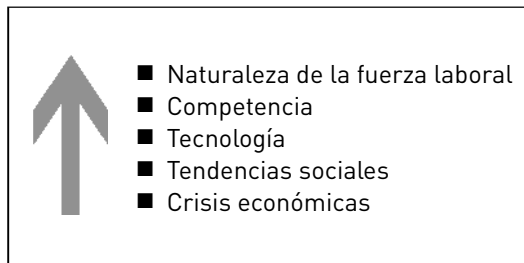 ■ Naturaleza de la fuerza laboral
■ Competencia
■ Tecnología
■ Tendencias sociales
■ Crisis económicas